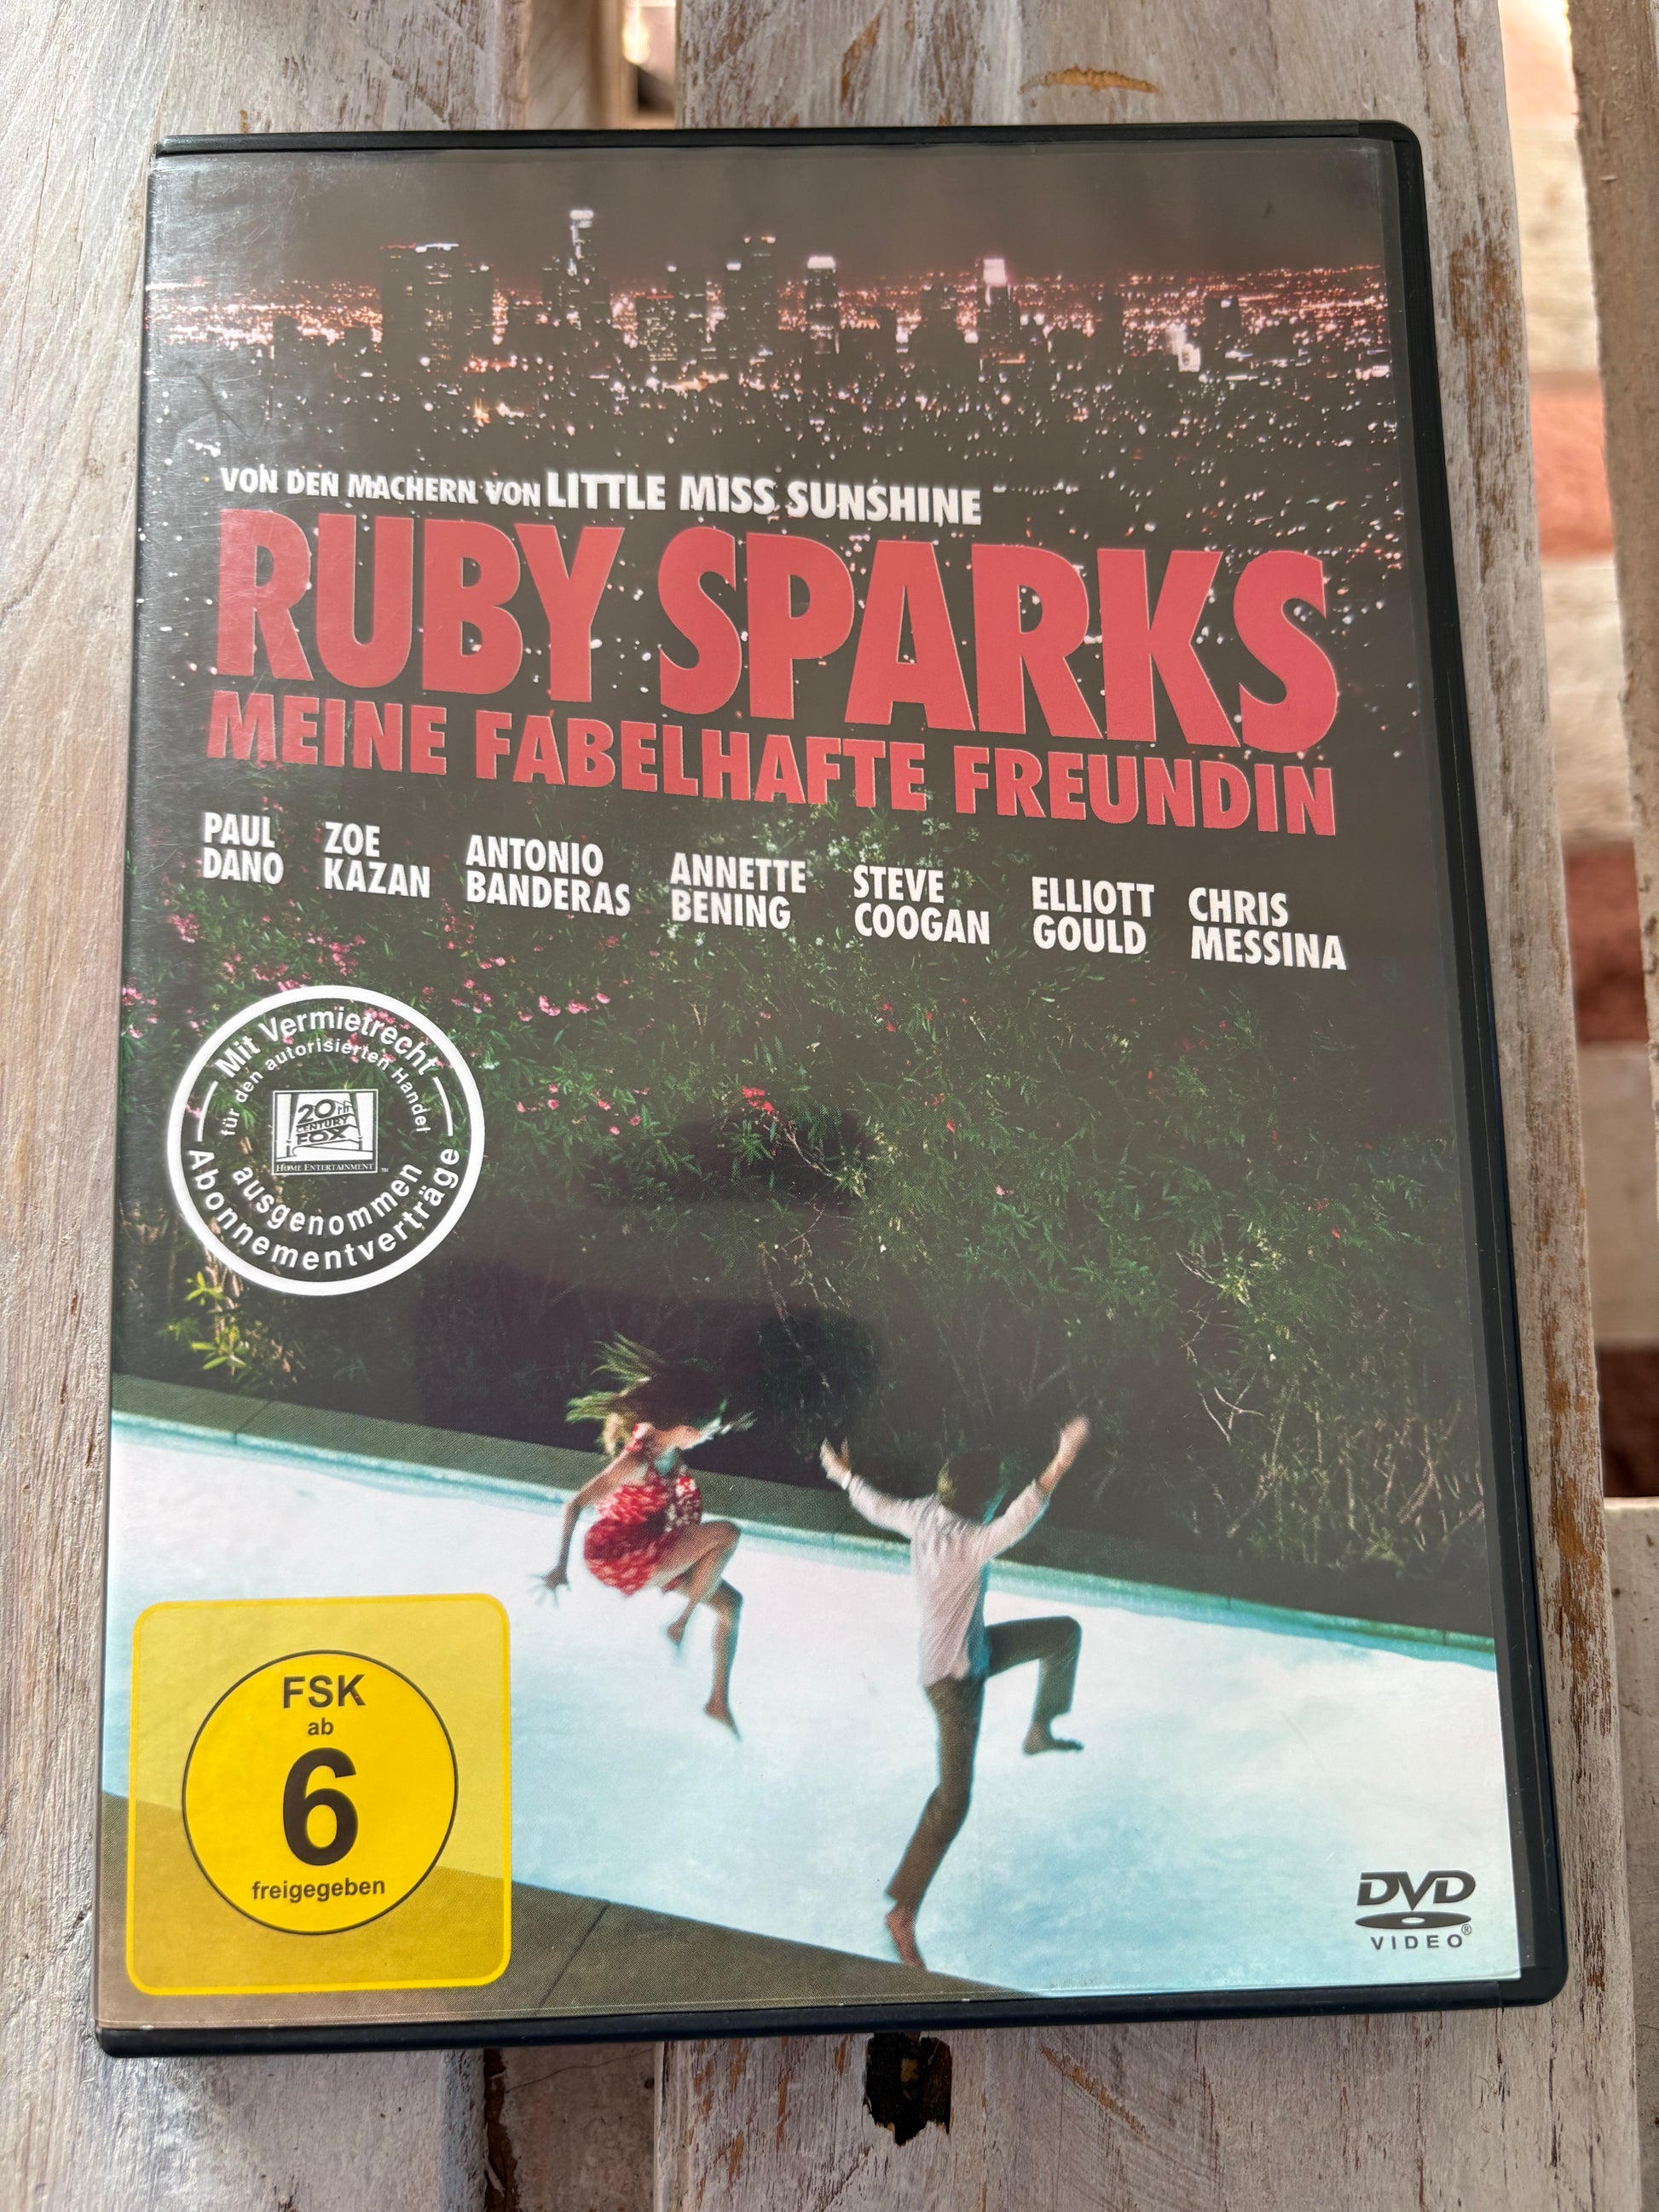 VON DEN MACHERN VON LITTLE MISS SUNSHINE
RUBY SPARKS
MEINE FABELHAFTE FREUNDIN
PAUL DANO
ZOE KAZAN
ANTONIO BANDERAS
ANNETTE BENING
STEVE COOGAN
ELLIOTT GOULD
CHRIS MESSINA
Mit Vermietrecht
für den autorisierten Handel
20TH
CENTURY
FOX
HOME ENTERTAINMENT
TM
ausgenommen
Abonnementverträge
FSK
ab
6
freigegeben
DVD
VIDEO®